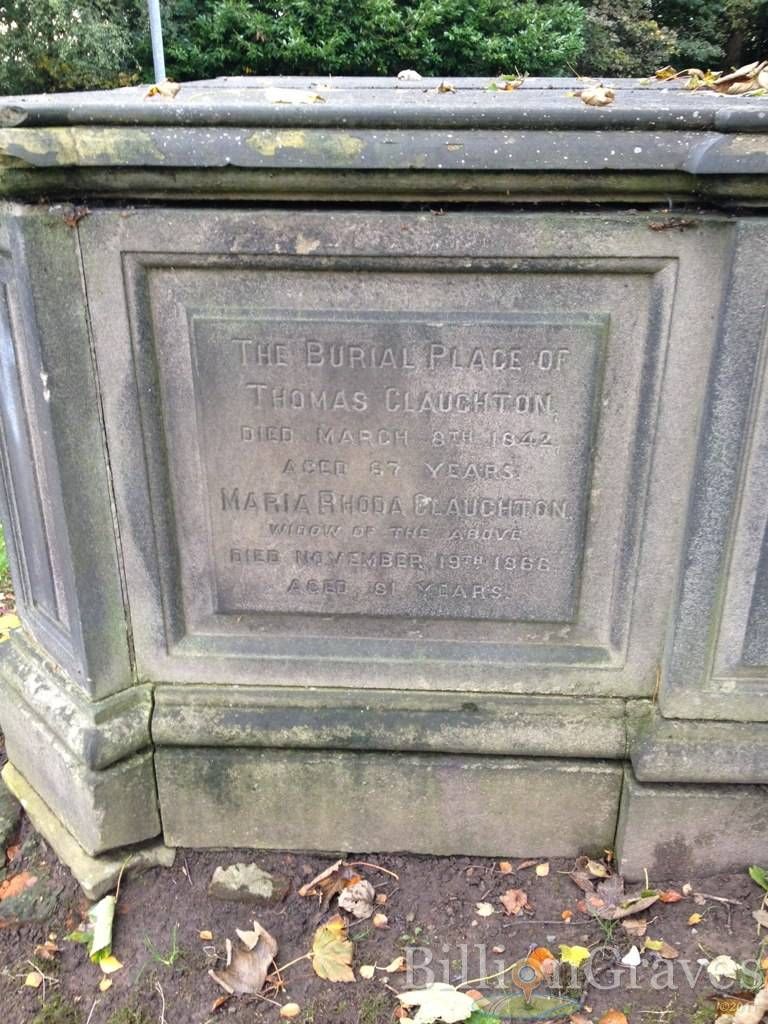 THE BURIAL PLACE OF
THOMAS CLAUGHTON,
DIED MARCH 8TH 1842,
AGED 67 YEARS.
MARIA RHODA CLAUGHTON,
WIDOW OF THE ABOVE
DIED NOVEMBER 19TH 1866
AGED 81 YEARS.
BillionGraves